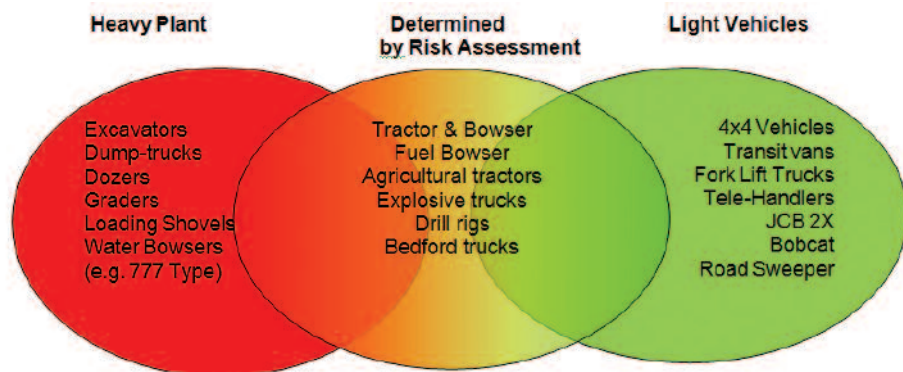 Heavy Plant
Determined
by Risk Assessment
Light Vehicles
Excavators
Dump-trucks
Dozers
Graders
Loading Shovels
Water Bowsers
(e.g. 777 Type)
Tractor & Bowser
Fuel Bowser
Agricultural tractors
Explosive trucks
Drill rigs
Bedford trucks
4x4 Vehicles
Transit vans
Fork Lift Trucks
Tele-Handlers
JCB 2X
Bobcat
Road Sweeper